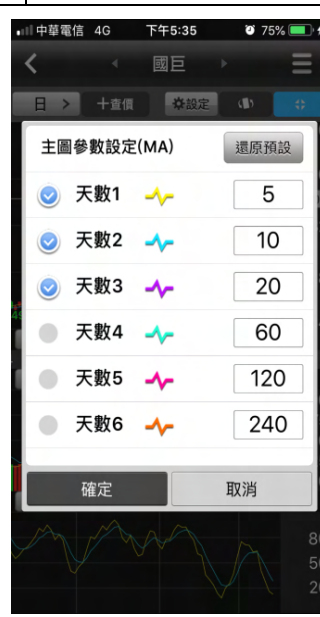 中華電信 4G 下午5:35 75%
國巨
日 > 十查價 設定
主圖參數設定(MA) 還原預設
天數1 5
天數2 10
天數3 20
天數4 60
天數5 120
天數6 240
確定 取消